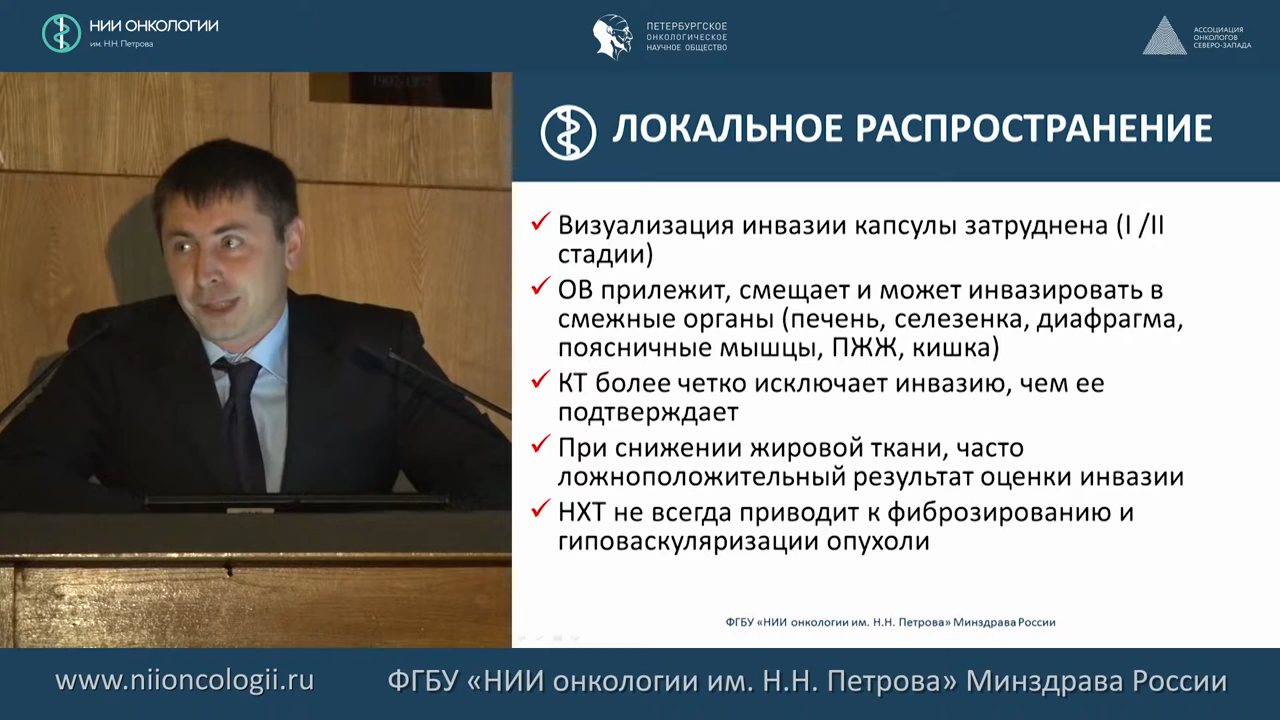 НИИ ОНКОЛОГИИ
им. Н.Н. Петрова
ПЕТЕРБУРГСКОЕ
ОНКОЛОГИЧЕСКОЕ
НАУЧНОЕ ОБЩЕСТВО
АССОЦИАЦИЯ
ОНКОЛОГОВ
СЕВЕРО-ЗАПАДА
ЛОКАЛЬНОЕ РАСПРОСТРАНЕНИЕ
Визуализация инвазии капсулы затруднена (I /II
стадии)
ОВ прилежит, смещает и может инвазировать в
смежные органы (печень, селезенка, диафрагма,
поясничные мышцы, ПЖЖ, кишка)
КТ более четко исключает инвазию, чем ее
подтверждает
При снижении жировой ткани, часто
ложноположительный результат оценки инвазии
НХТ не всегда приводит к фиброзированию и
гиповаскуляризации опухоли
ФГБУ «НИИ онкологии им. Н.Н. Петрова» Минздрава России
www.niioncologii.ru
ФГБУ «НИИ онкологии им. Н.Н. Петрова» Минздрава России